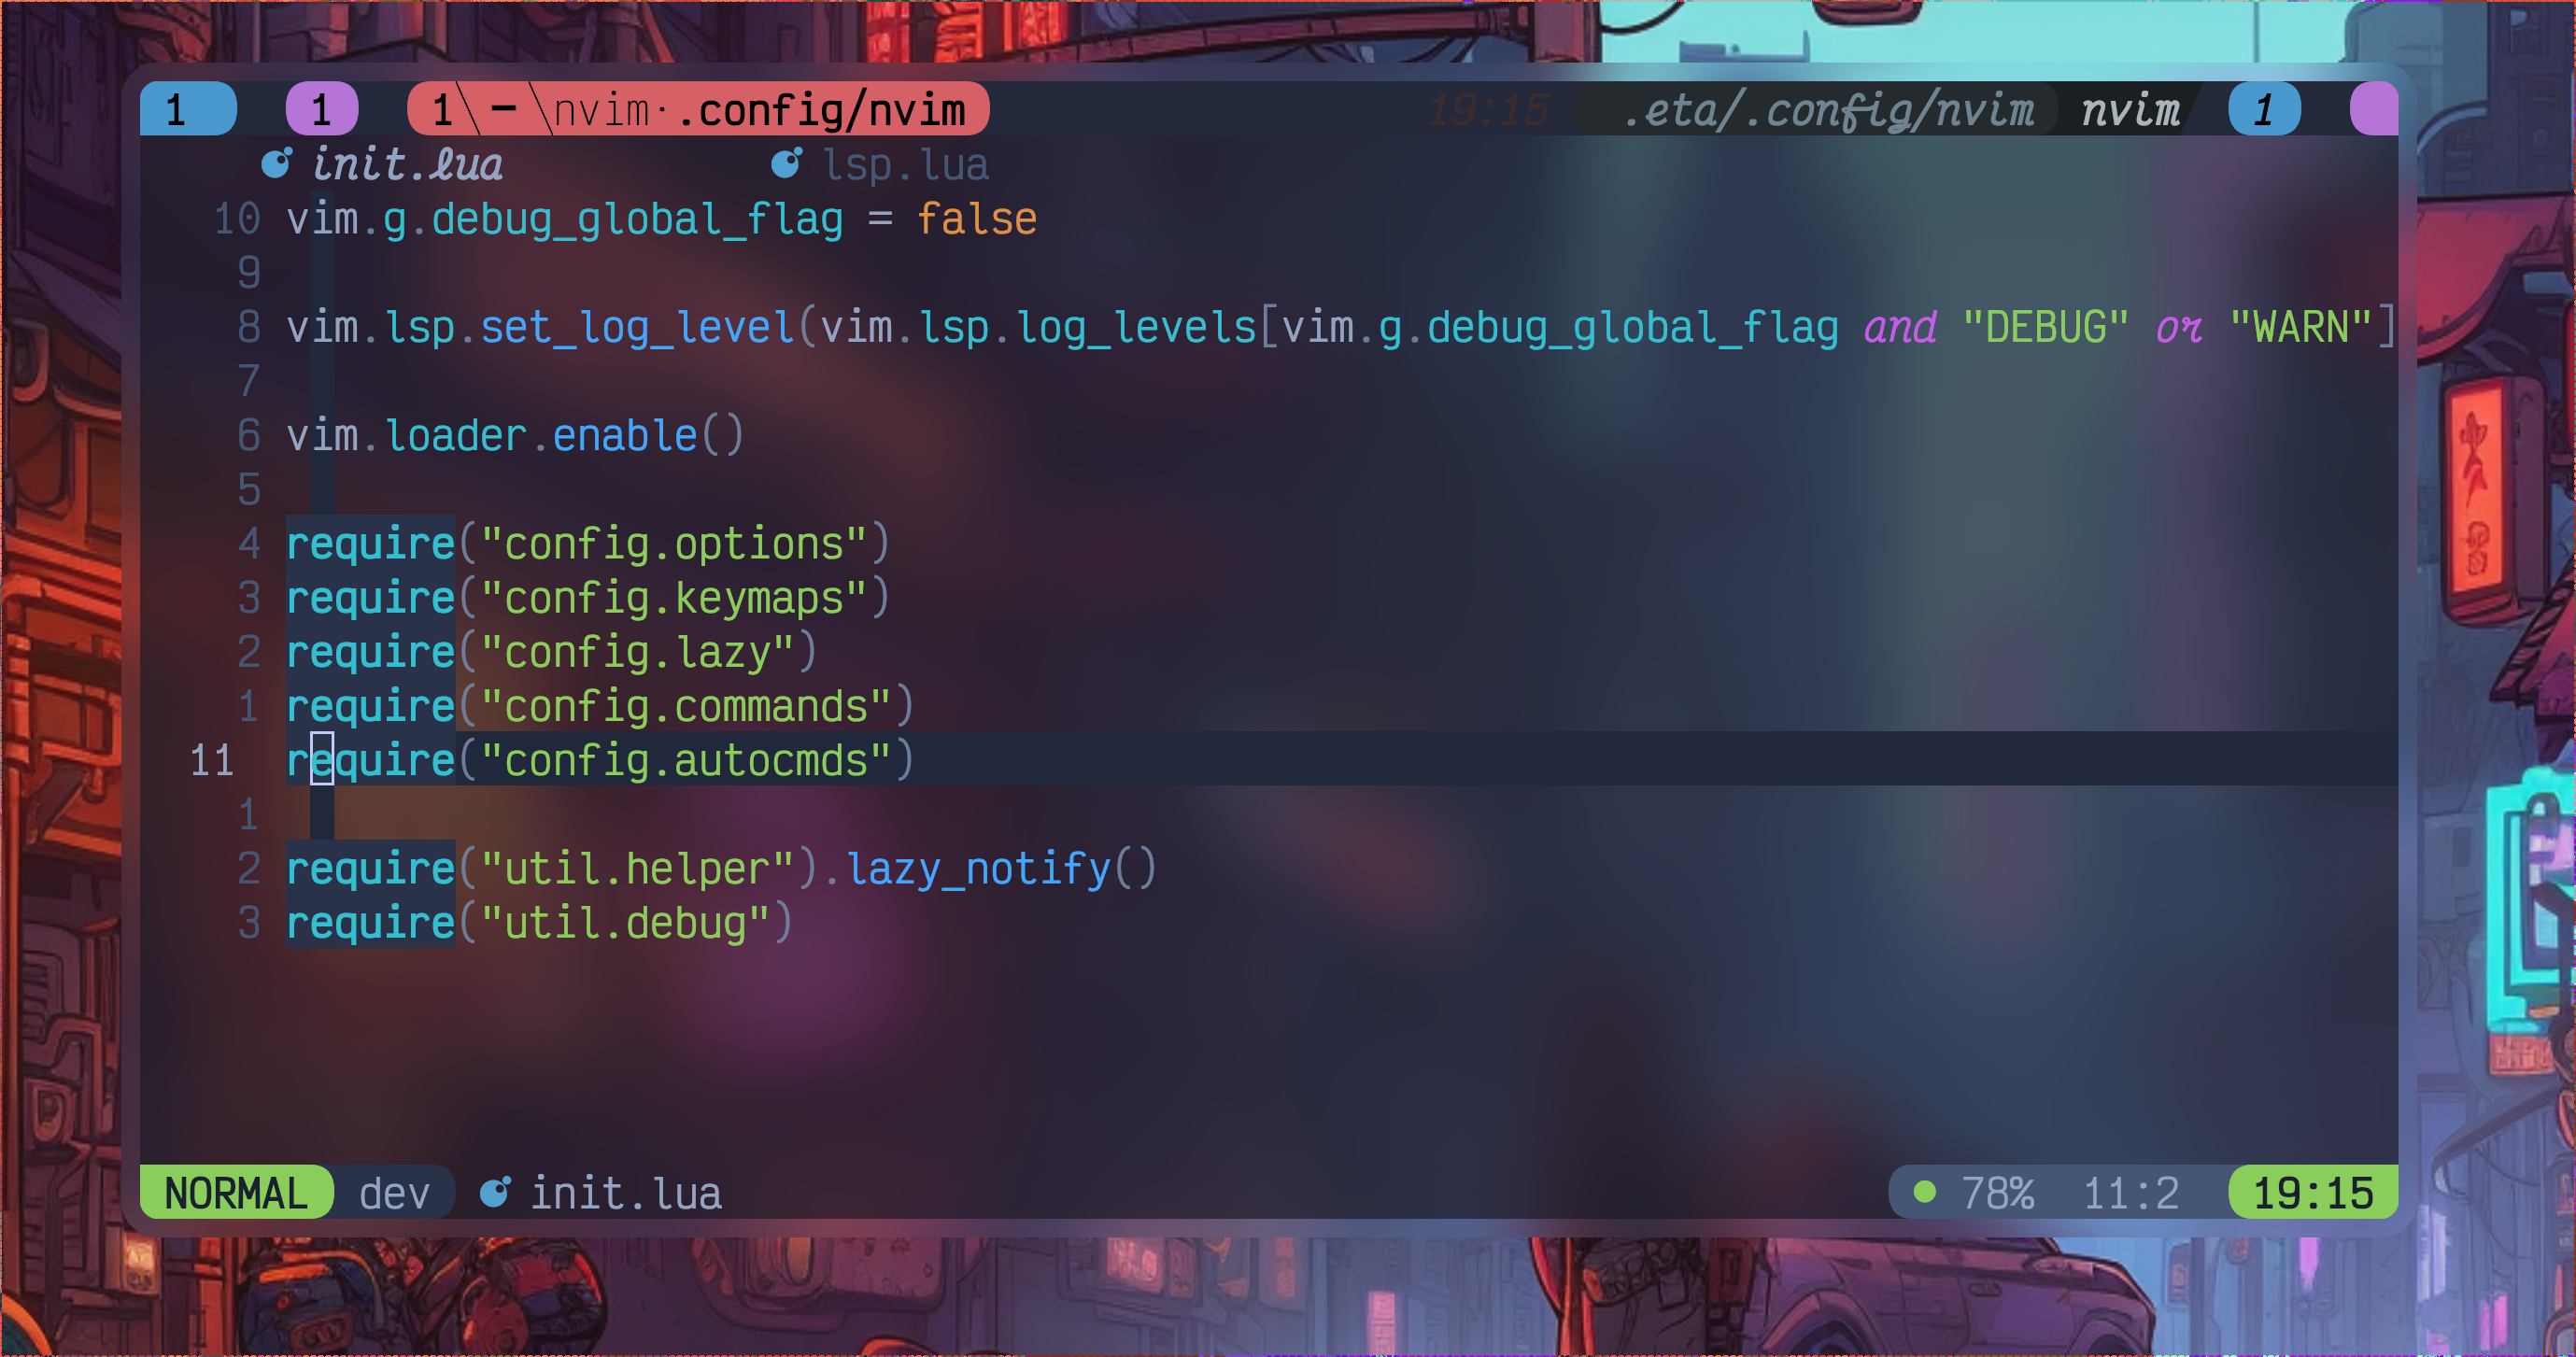 1 1 1\-\nvim·.config/nvim 19:15 .eta/.config/nvim nvim 1
init.lua lsp.lua
10 vim.g.debug_global_flag = false
9
8 vim.lsp.set_log_level(vim.lsp.log_levels[vim.g.debug_global_flag and "DEBUG" or "WARN"]
7
6 vim.loader.enable()
5
4 require("config.options")
3 require("config.keymaps")
2 require("config.lazy")
1 require("config.commands")
11 require("config.autocmds")
1
2 require("util.helper").lazy_notify()
3 require("util.debug")
NORMAL dev init.lua 78% 11:2 19:15